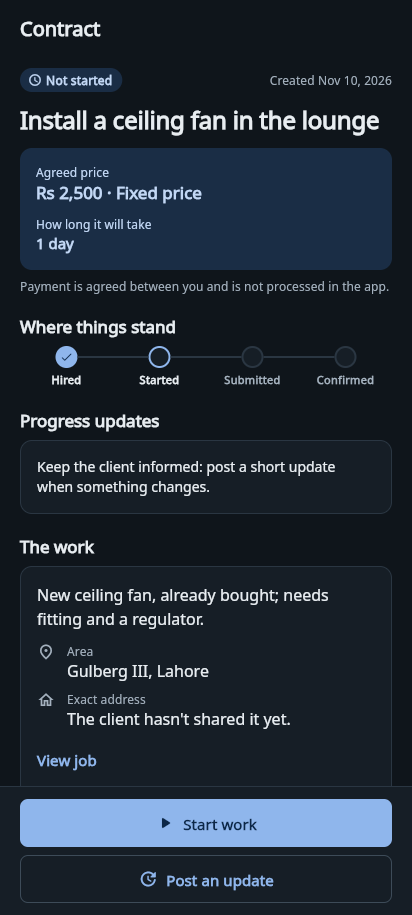 Contract
Not started
Created Nov 10, 2026
Install a ceiling fan in the lounge
Agreed price
Rs 2,500 · Fixed price
How long it will take
1 day
Payment is agreed between you and is not processed in the app.
Where things stand
Hired
Started
Submitted
Confirmed
Progress updates
Keep the client informed: post a short update
when something changes.
The work
New ceiling fan, already bought; needs
fitting and a regulator.
Area
Gulberg III, Lahore
Exact address
The client hasn't shared it yet.
View job
Start work
Post an update